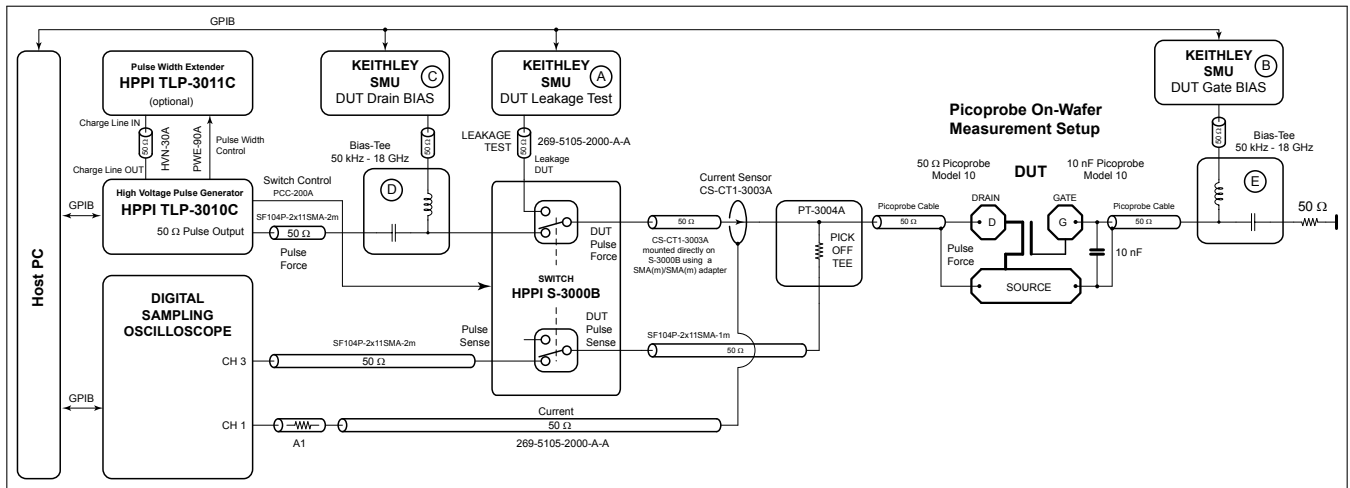 GPIB
Host PC
Pulse Width Extender
HPPI TLP-3011C
(optional)
Charge Line IN
50 Ω
HVN-30A
PWE-90A
Pulse Width
Control
Charge Line OUT
High Voltage Pulse Generator
HPPI TLP-3010C
50 Ω Pulse Output
GPIB
Switch Control
PCC-200A
SF104P-2x11SMA-2m
50 Ω
Pulse
Force
KEITHLEY
SMU
DUT Drain BIAS
C
50 Ω
Bias-Tee
50 kHz - 18 GHz
D
KEITHLEY
SMU
DUT Leakage Test
A
LEAKAGE
TEST
50 Ω
269-5105-2000-A-A
Leakage
DUT
DUT
Pulse
Force
SWITCH
HPPI S-3000B
Pulse
Sense
DUT
Pulse
Sense
Current Sensor
CS-CT1-3003A
50 Ω
CS-CT1-3003A
mounted directly on
S-3000B using a
SMA(m)/SMA(m) adapter
PT-3004A
PICK
OFF
TEE
SF104P-2x11SMA-1m
50 Ω
Picoprobe On-Wafer
Measurement Setup
50 Ω Picoprobe
Model 10
DUT
10 nF Picoprobe
Model 10
Picoprobe Cable
50 Ω
Pulse
Force
DRAIN
D
GATE
G
SOURCE
10 nF
Picoprobe Cable
50 Ω
KEITHLEY
SMU
DUT Gate BIAS
B
50 Ω
Bias-Tee
50 kHz - 18 GHz
E
50 Ω
DIGITAL
SAMPLING
OSCILLOSCOPE
GPIB
CH 3
SF104P-2x11SMA-2m
50 Ω
CH 1
A1
Current
50 Ω
269-5105-2000-A-A